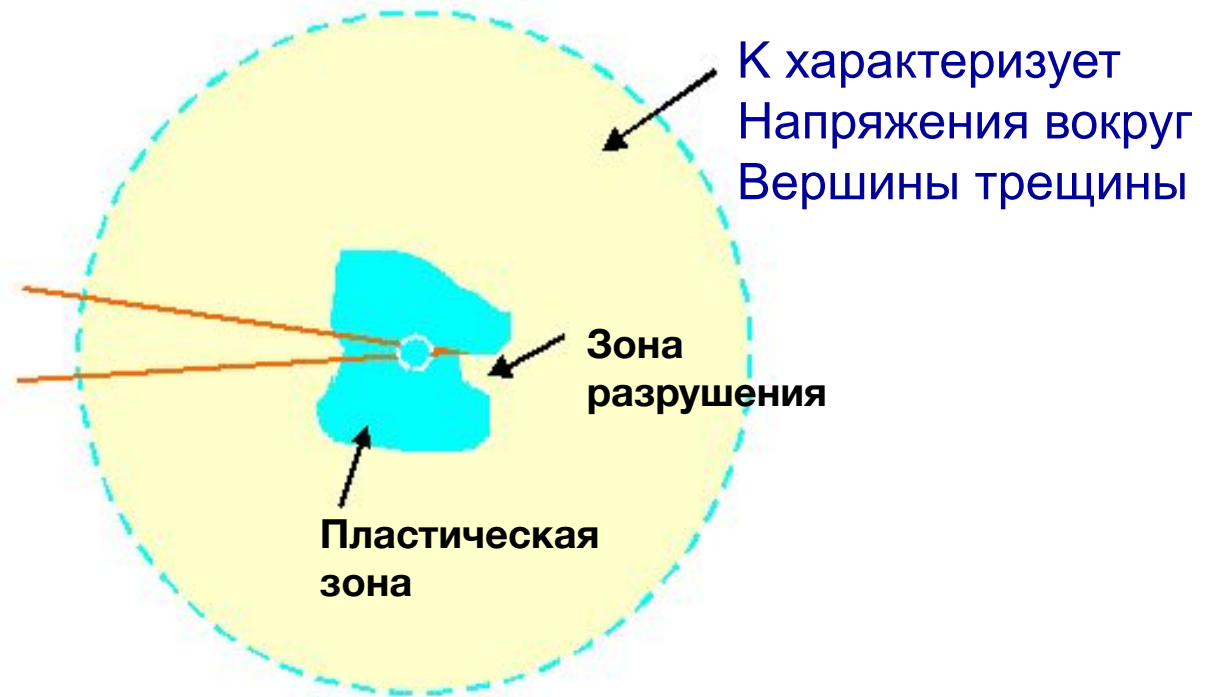 К характеризует
Напряжения вокруг
Вершины трещины
Зона
разрушения
Пластическая
зона